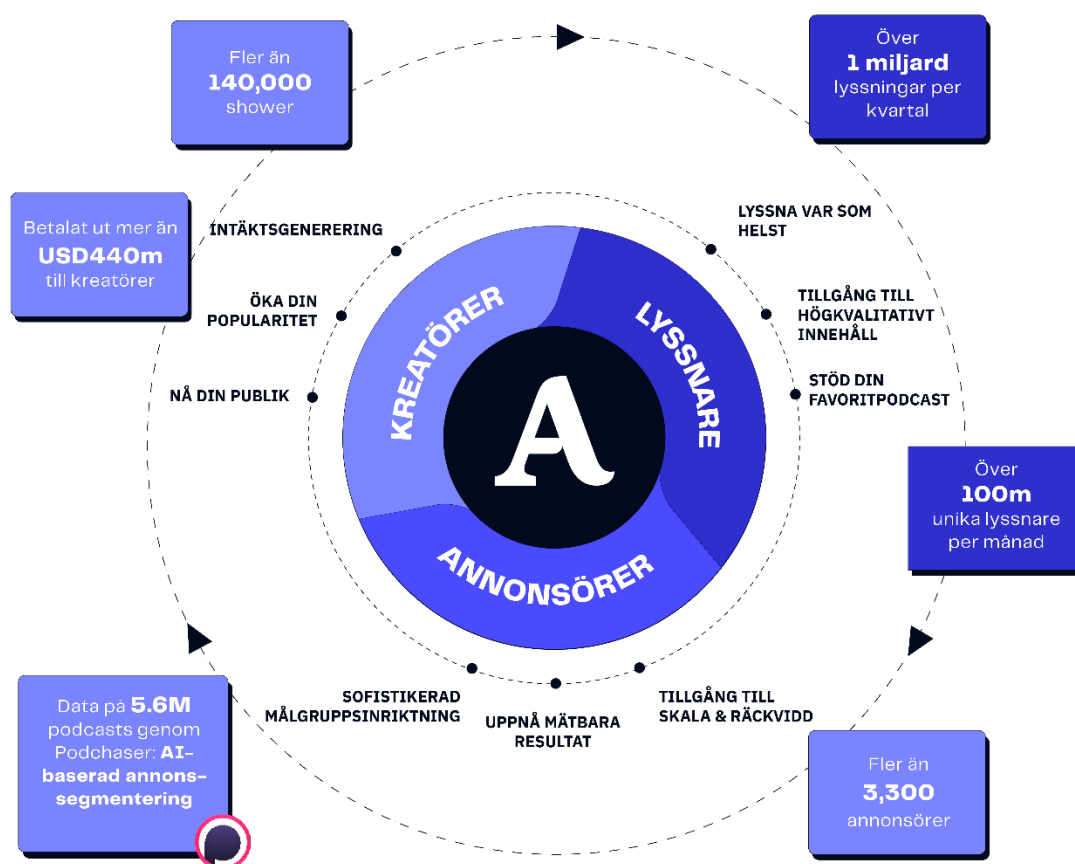 Fler än
140,000
shower
Över
1 miljard
lyssningar per
kvartal
Betalat ut mer än
USD440m
till kreatörer
INTÄKTSGENERERING
ÖKA DIN
POPULARITET
NÅ DIN PUBLIK
LYSSNA VAR SOM
HELST
TILLGÅNG TILL
HÖGKVALITATIVT
INNEHÅLL
STÖD DIN
FAVORITPODCAST
KREATÖRER
LYSSNARE
A
ANNONSÖRER
Över
100m
unika lyssnare
per månad
SOFISTIKERAD
MÅLGRUPPSINRIKTNING
UPPNÅ MÄTBARA
RESULTAT
TILLGÅNG TILL
SKALA & RÄCKVIDD
Data på 5.6M
podcasts genom
Podchaser: AI-
baserad annons-
segmentering
Fler än
3,300
annonsörer